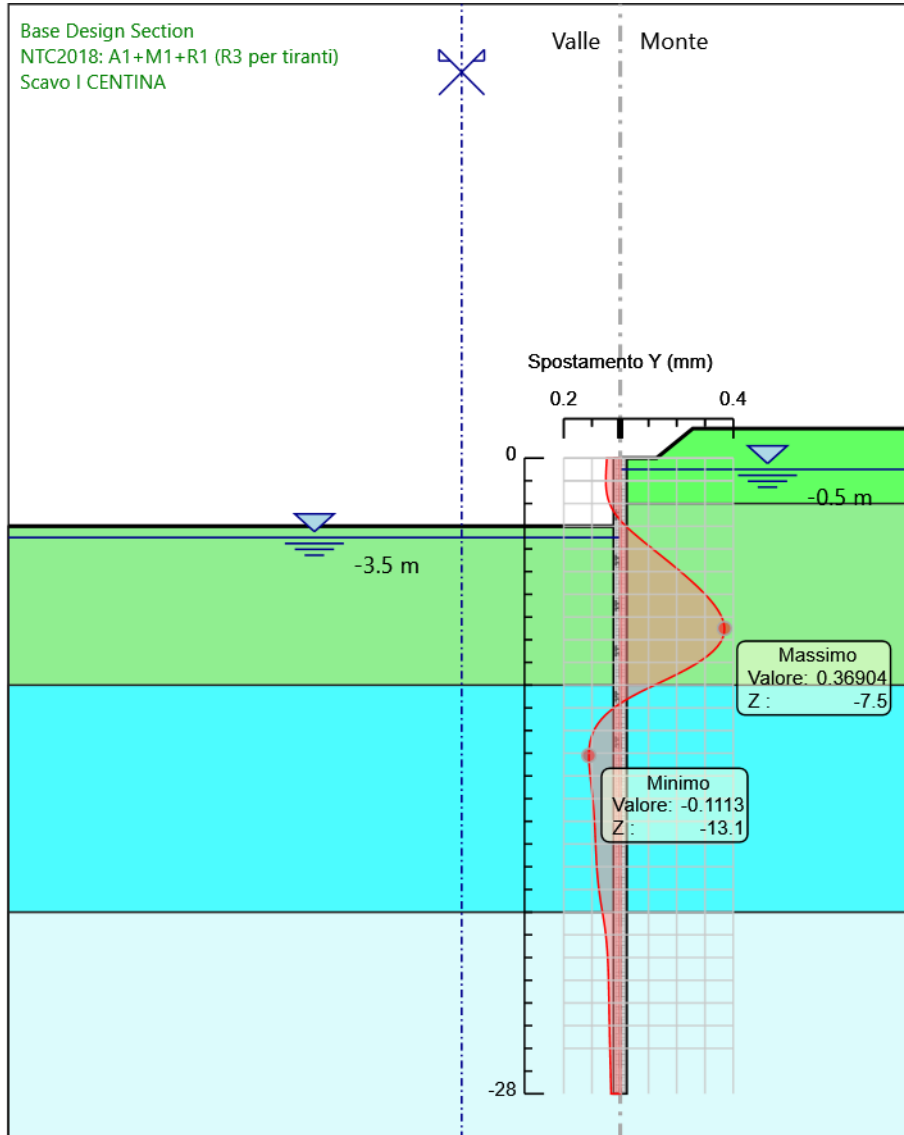 Base Design Section
NTC2018: A1+M1+R1 (R3 per tiranti)
Scavo I CENTINA
Valle
Monte
Spostamento Y (mm)
0.2
0.4
0
-0.5 m
-3.5 m
Massimo
Valore: 0.36904
Z : -7.5
Minimo
Valore: -0.1113
Z : -13.1
-28